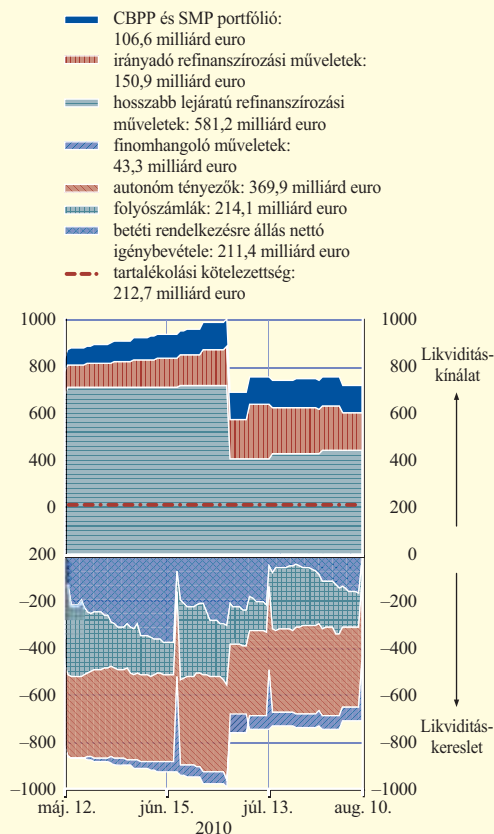 CBPP és SMP portfólió:
106,6 milliárd euro
irányadó refinanszírozási műveletek:
150,9 milliárd euro
hosszabb lejáratú refinanszírozási
műveletek: 581,2 milliárd euro
finomhangoló műveletek:
43,3 milliárd euro
autonóm tényezők: 369,9 milliárd euro
folyószámlák: 214,1 milliárd euro
betéti rendelkezésre állás nettó
igénybevétele: 211,4 milliárd euro
tartalékolási kötelezettség:
212,7 milliárd euro
1000 1000
800 800
Likviditás-
kínálat
600 600
400 400
0 200
200 0
–200 –200
–400 –400
–600 –600
Likviditás-
kereslet
–800 –800
–1000 –1000
máj. 12. jún. 15. júl. 13. aug. 10.
2010